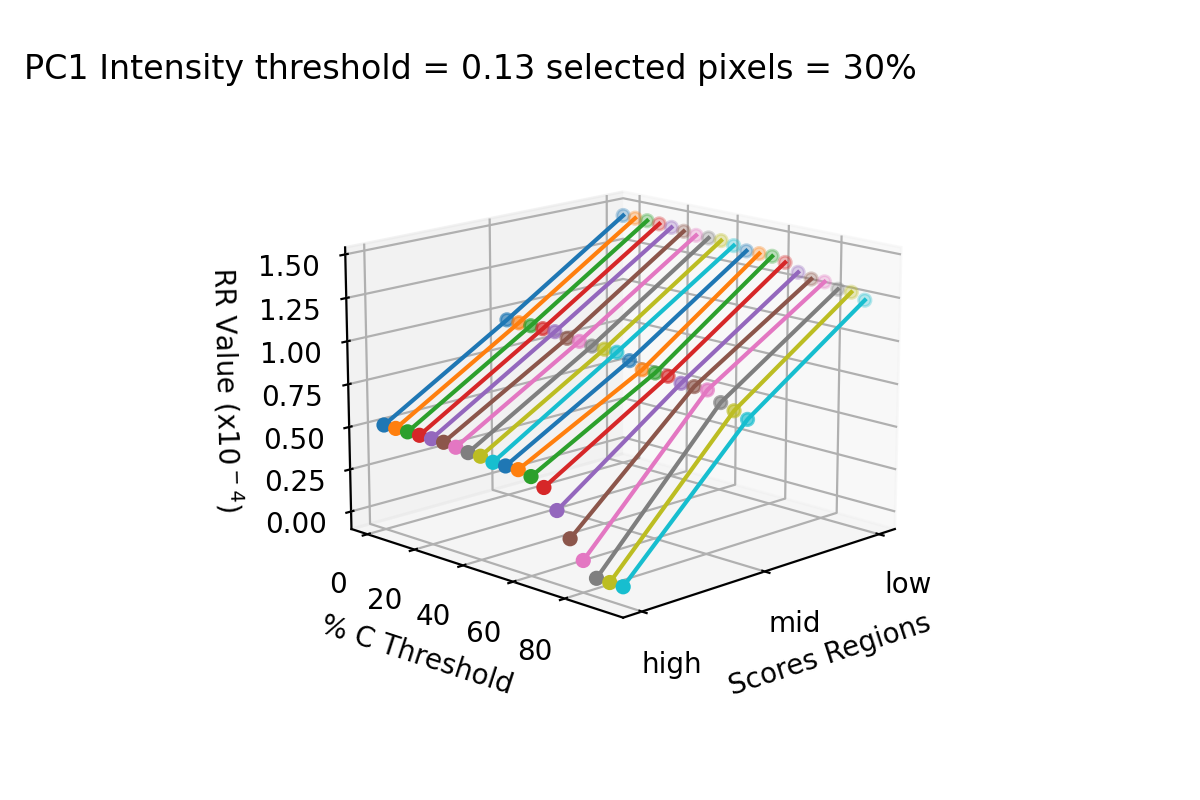 PC1 Intensity threshold = 0.13 selected pixels = 30%
RR Value (x10⁻⁴)
1.50
1.25
1.00
0.75
0.50
0.25
0.00
0
20
40
60
80
% C Threshold
low
mid
high
Scores Regions